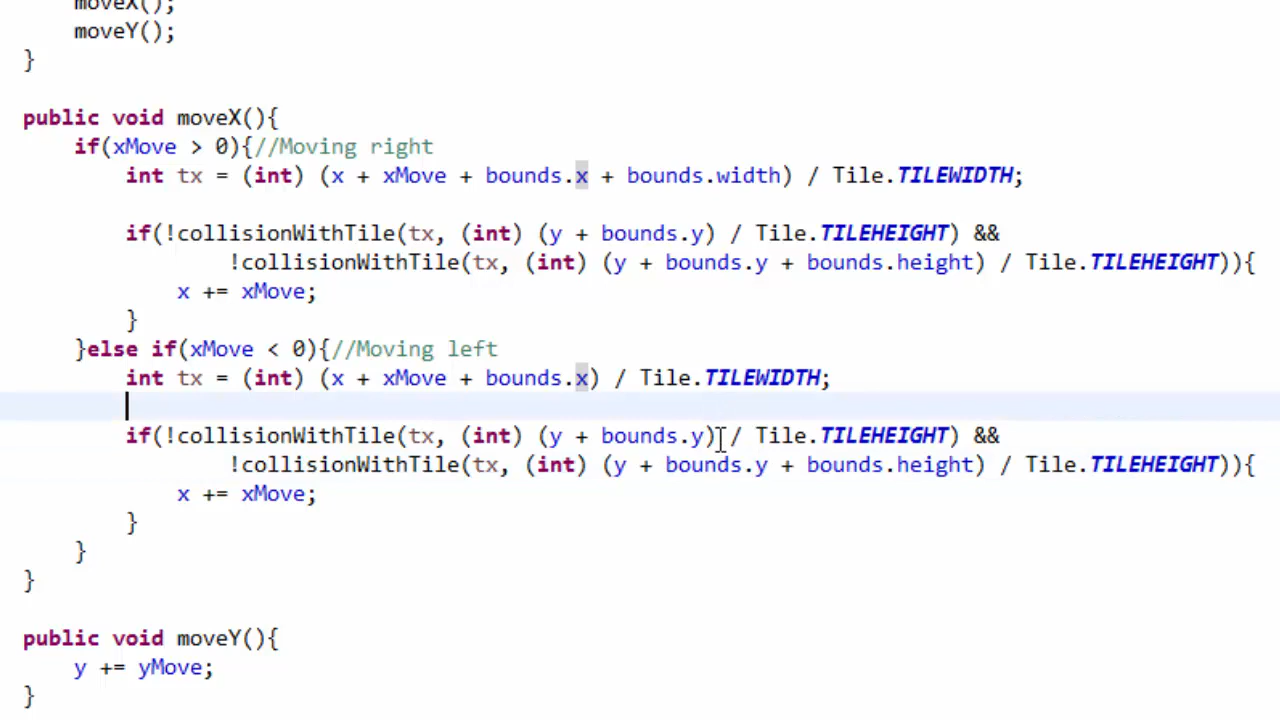 moveX();
moveY();
}
public void moveX(){
if(xMove > 0){//Moving right
int tx = (int) (x + xMove + bounds.x + bounds.width) / Tile.TILEWIDTH;
if(!collisionWithTile(tx, (int) (y + bounds.y) / Tile.TILEHEIGHT) &&
!collisionWithTile(tx, (int) (y + bounds.y + bounds.height) / Tile.TILEHEIGHT)){
x += xMove;
}
}else if(xMove < 0){//Moving left
int tx = (int) (x + xMove + bounds.x) / Tile.TILEWIDTH;
if(!collisionWithTile(tx, (int) (y + bounds.y) / Tile.TILEHEIGHT) &&
!collisionWithTile(tx, (int) (y + bounds.y + bounds.height) / Tile.TILEHEIGHT)){
x += xMove;
}
}
}
public void moveY(){
y += yMove;
}